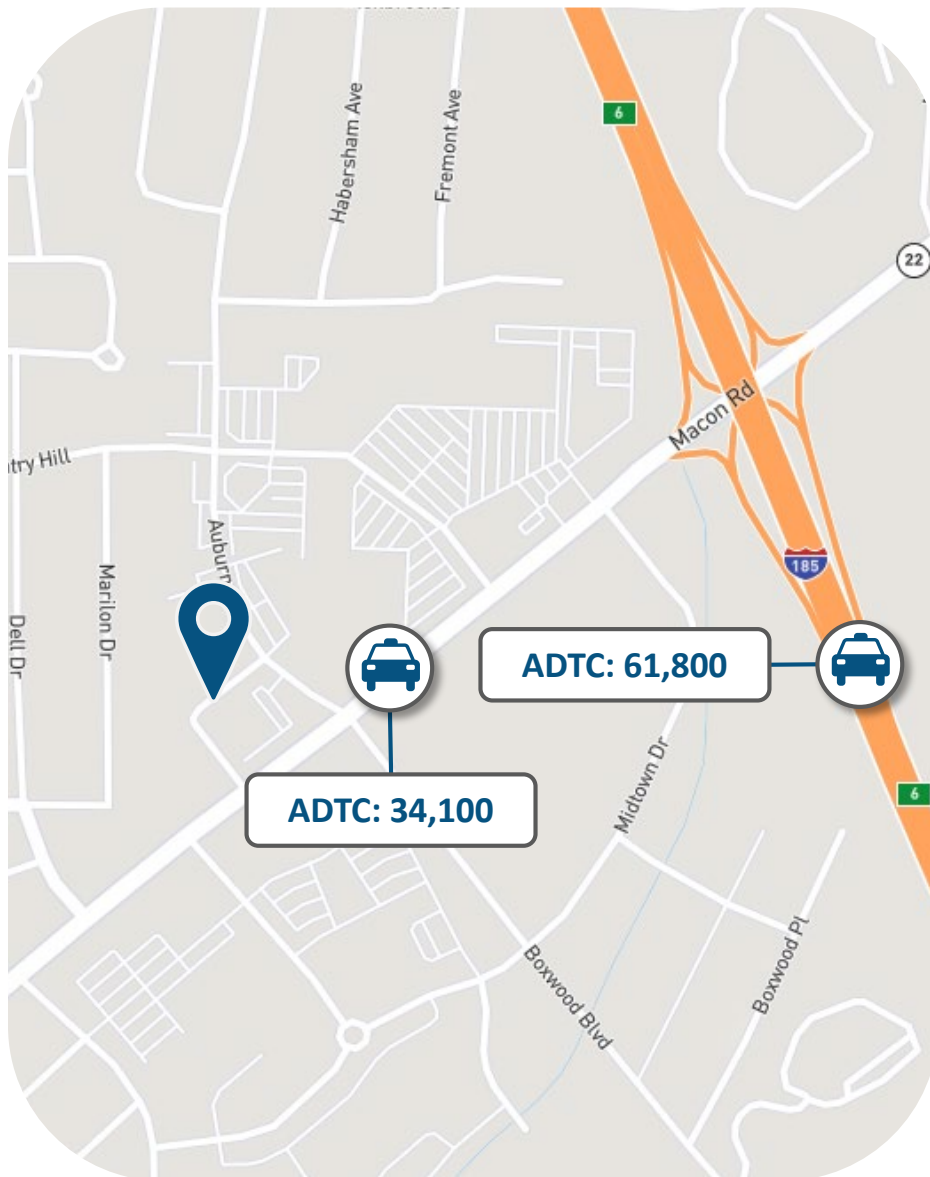 Habersham Ave
Fremont Ave
6
22
Macon Rd
try Hill
Auburn
185
Marilon Dr
Dell Dr
ADTC: 61,800
ADTC: 34,100
Midtown Dr
6
Boxwood Pl
Boxwood Blvd